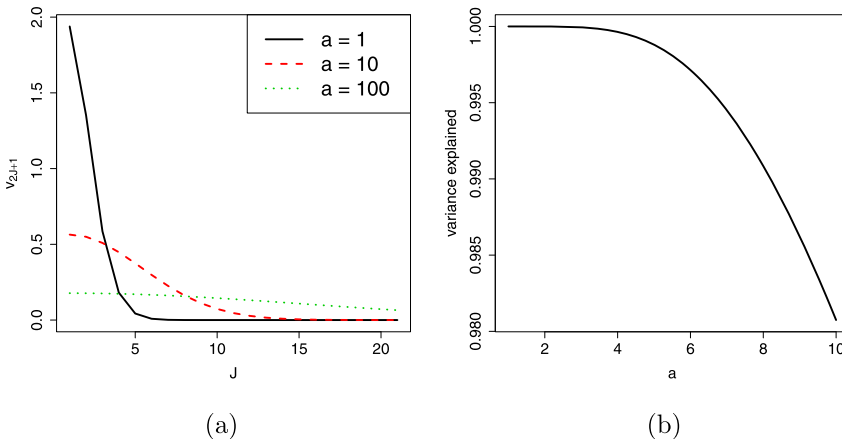 2.0
1.5
1.0
0.5
0.0
v2J+1
5
10
15
20
J
a = 1
a = 10
a = 100
(a)
1.000
0.995
0.990
0.985
0.980
variance explained
2
4
6
8
10
a
(b)